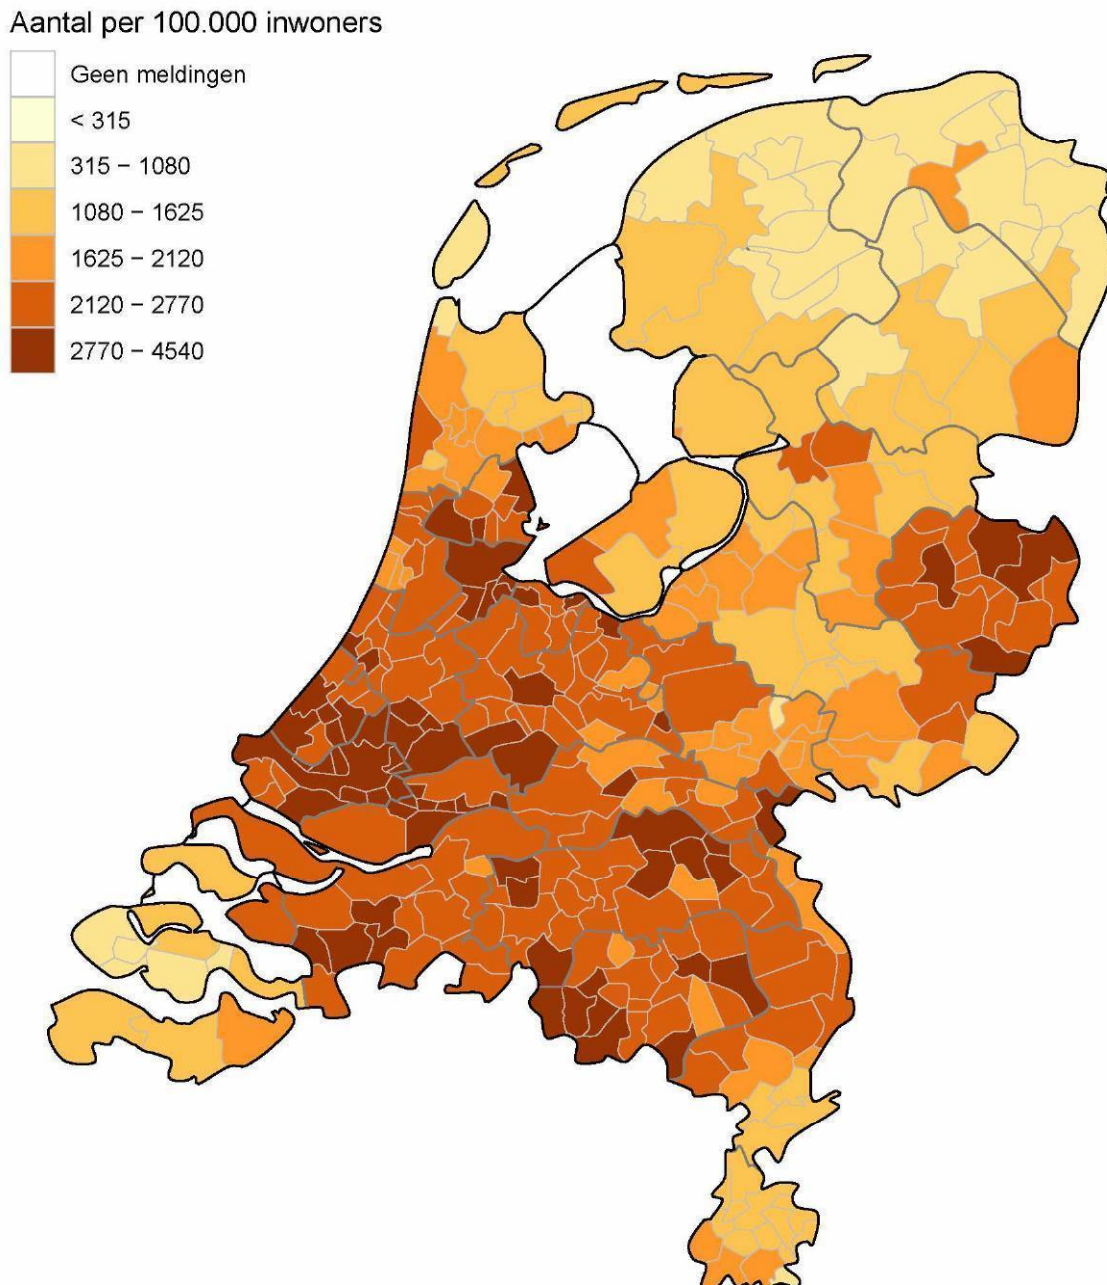 Aantal per 100.000 inwoners
Geen meldingen
< 315
315 − 1080
1080 − 1625
1625 − 2120
2120 − 2770
2770 − 4540